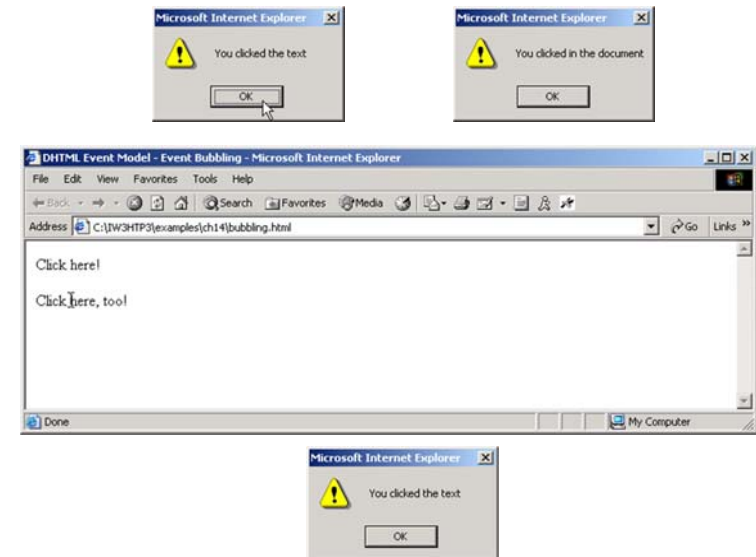 Microsoft Internet Explorer
You clicked the text
OK
Microsoft Internet Explorer
You clicked in the document
OK
DHTML Event Model - Event Bubbling - Microsoft Internet Explorer
File Edit View Favorites Tools Help
Back Search Favorites Media
Address C:\IW3HTP3\examples\ch14\bubbling.html Go Links »
Click here!
Click here, too!
Done My Computer
Microsoft Internet Explorer
You clicked the text
OK